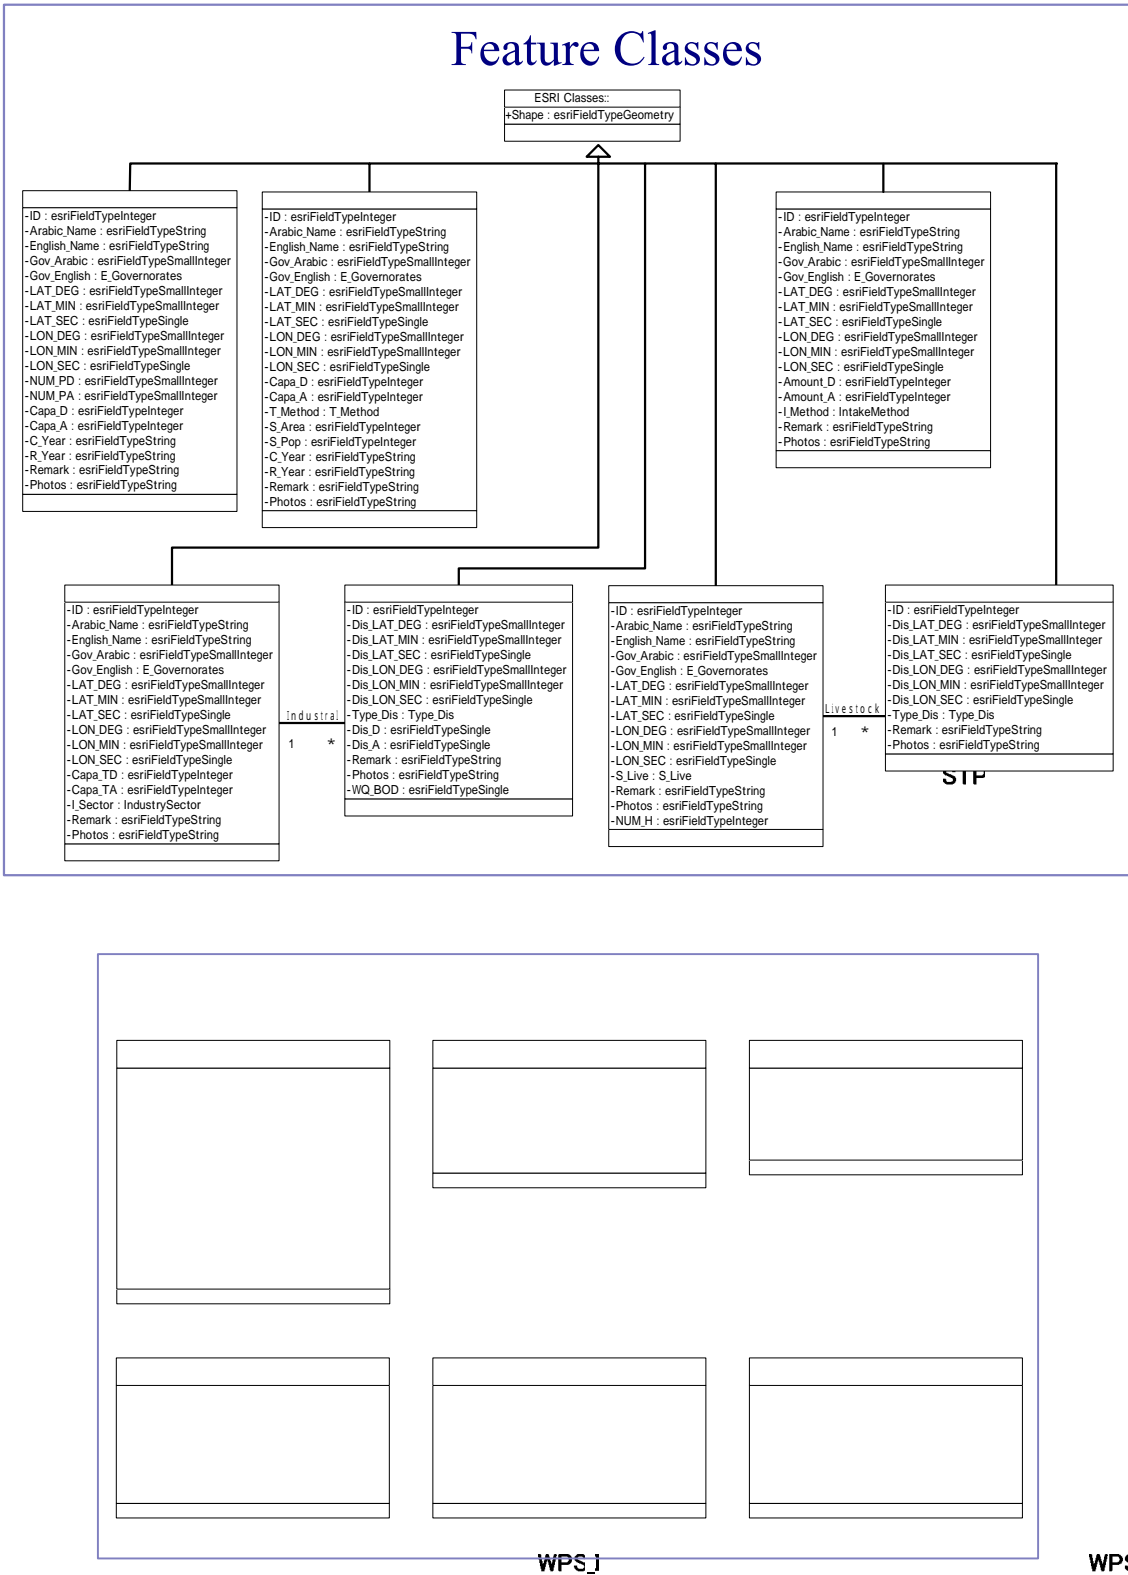 Feature Classes
ESRI Classes::
+Shape : esriFieldTypeGeometry
-ID : esriFieldTypeInteger
-Arabic_Name : esriFieldTypeString
-English_Name : esriFieldTypeString
-Gov_Arabic : esriFieldTypeSmallInteger
-Gov_English : E_Governorates
-LAT_DEG : esriFieldTypeSmallInteger
-LAT_MIN : esriFieldTypeSmallInteger
-LAT_SEC : esriFieldTypeSingle
-LON_DEG : esriFieldTypeSmallInteger
-LON_MIN : esriFieldTypeSmallInteger
-LON_SEC : esriFieldTypeSingle
-NUM_PD : esriFieldTypeSmallInteger
-NUM_PA : esriFieldTypeSmallInteger
-Capa_D : esriFieldTypeInteger
-Capa_A : esriFieldTypeInteger
-C_Year : esriFieldTypeString
-R_Year : esriFieldTypeString
-Remark : esriFieldTypeString
-Photos : esriFieldTypeString
-ID : esriFieldTypeInteger
-Arabic_Name : esriFieldTypeString
-English_Name : esriFieldTypeString
-Gov_Arabic : esriFieldTypeSmallInteger
-Gov_English : E_Governorates
-LAT_DEG : esriFieldTypeSmallInteger
-LAT_MIN : esriFieldTypeSmallInteger
-LAT_SEC : esriFieldTypeSingle
-LON_DEG : esriFieldTypeSmallInteger
-LON_MIN : esriFieldTypeSmallInteger
-LON_SEC : esriFieldTypeSingle
-Capa_D : esriFieldTypeInteger
-Capa_A : esriFieldTypeInteger
-T_Method : T_Method
-S_Area : esriFieldTypeInteger
-S_Pop : esriFieldTypeInteger
-C_Year : esriFieldTypeString
-R_Year : esriFieldTypeString
-Remark : esriFieldTypeString
-Photos : esriFieldTypeString
-ID : esriFieldTypeInteger
-Arabic_Name : esriFieldTypeString
-English_Name : esriFieldTypeString
-Gov_Arabic : esriFieldTypeSmallInteger
-Gov_English : E_Governorates
-LAT_DEG : esriFieldTypeSmallInteger
-LAT_MIN : esriFieldTypeSmallInteger
-LAT_SEC : esriFieldTypeSingle
-LON_DEG : esriFieldTypeSmallInteger
-LON_MIN : esriFieldTypeSmallInteger
-LON_SEC : esriFieldTypeSingle
-Amount_D : esriFieldTypeInteger
-Amount_A : esriFieldTypeInteger
-I_Method : IntakeMethod
-Remark : esriFieldTypeString
-Photos : esriFieldTypeString
-ID : esriFieldTypeInteger
-Arabic_Name : esriFieldTypeString
-English_Name : esriFieldTypeString
-Gov_Arabic : esriFieldTypeSmallInteger
-Gov_English : E_Governorates
-LAT_DEG : esriFieldTypeSmallInteger
-LAT_MIN : esriFieldTypeSmallInteger
-LAT_SEC : esriFieldTypeSingle
-LON_DEG : esriFieldTypeSmallInteger
-LON_MIN : esriFieldTypeSmallInteger
-LON_SEC : esriFieldTypeSingle
-Capa_TD : esriFieldTypeInteger
-Capa_TA : esriFieldTypeInteger
-I_Sector : IndustrySector
-Remark : esriFieldTypeString
-Photos : esriFieldTypeString
Industral
1 *
-ID : esriFieldTypeInteger
-Dis_LAT_DEG : esriFieldTypeSmallInteger
-Dis_LAT_MIN : esriFieldTypeSmallInteger
-Dis_LAT_SEC : esriFieldTypeSingle
-Dis_LON_DEG : esriFieldTypeSmallInteger
-Dis_LON_MIN : esriFieldTypeSmallInteger
-Dis_LON_SEC : esriFieldTypeSingle
-Type_Dis : Type_Dis
-Dis_D : esriFieldTypeSingle
-Dis_A : esriFieldTypeSingle
-Remark : esriFieldTypeString
-Photos : esriFieldTypeString
-WQ_BOD : esriFieldTypeSingle
-ID : esriFieldTypeInteger
-Arabic_Name : esriFieldTypeString
-English_Name : esriFieldTypeString
-Gov_Arabic : esriFieldTypeSmallInteger
-Gov_English : E_Governorates
-LAT_DEG : esriFieldTypeSmallInteger
-LAT_MIN : esriFieldTypeSmallInteger
-LAT_SEC : esriFieldTypeSingle
-LON_DEG : esriFieldTypeSmallInteger
-LON_MIN : esriFieldTypeSmallInteger
-LON_SEC : esriFieldTypeSingle
-S_Live : S_Live
-Remark : esriFieldTypeString
-Photos : esriFieldTypeString
-NUM_H : esriFieldTypeInteger
Livestock
1 *
-ID : esriFieldTypeInteger
-Dis_LAT_DEG : esriFieldTypeSmallInteger
-Dis_LAT_MIN : esriFieldTypeSmallInteger
-Dis_LAT_SEC : esriFieldTypeSingle
-Dis_LON_DEG : esriFieldTypeSmallInteger
-Dis_LON_MIN : esriFieldTypeSmallInteger
-Dis_LON_SEC : esriFieldTypeSingle
-Type_Dis : Type_Dis
-Remark : esriFieldTypeString
-Photos : esriFieldTypeString
STP
WPS_I